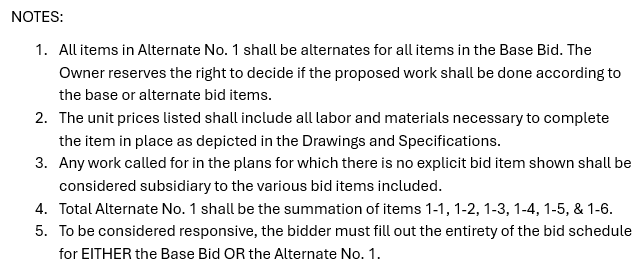 NOTES:
1. All items in Alternate No. 1 shall be alternates for all items in the Base Bid. The
Owner reserves the right to decide if the proposed work shall be done according to
the base or alternate bid items.
2. The unit prices listed shall include all labor and materials necessary to complete
the item in place as depicted in the Drawings and Specifications.
3. Any work called for in the plans for which there is no explicit bid item shown shall be
considered subsidiary to the various bid items included.
4. Total Alternate No. 1 shall be the summation of items 1-1, 1-2, 1-3, 1-4, 1-5, & 1-6.
5. To be considered responsive, the bidder must fill out the entirety of the bid schedule
for EITHER the Base Bid OR the Alternate No. 1.